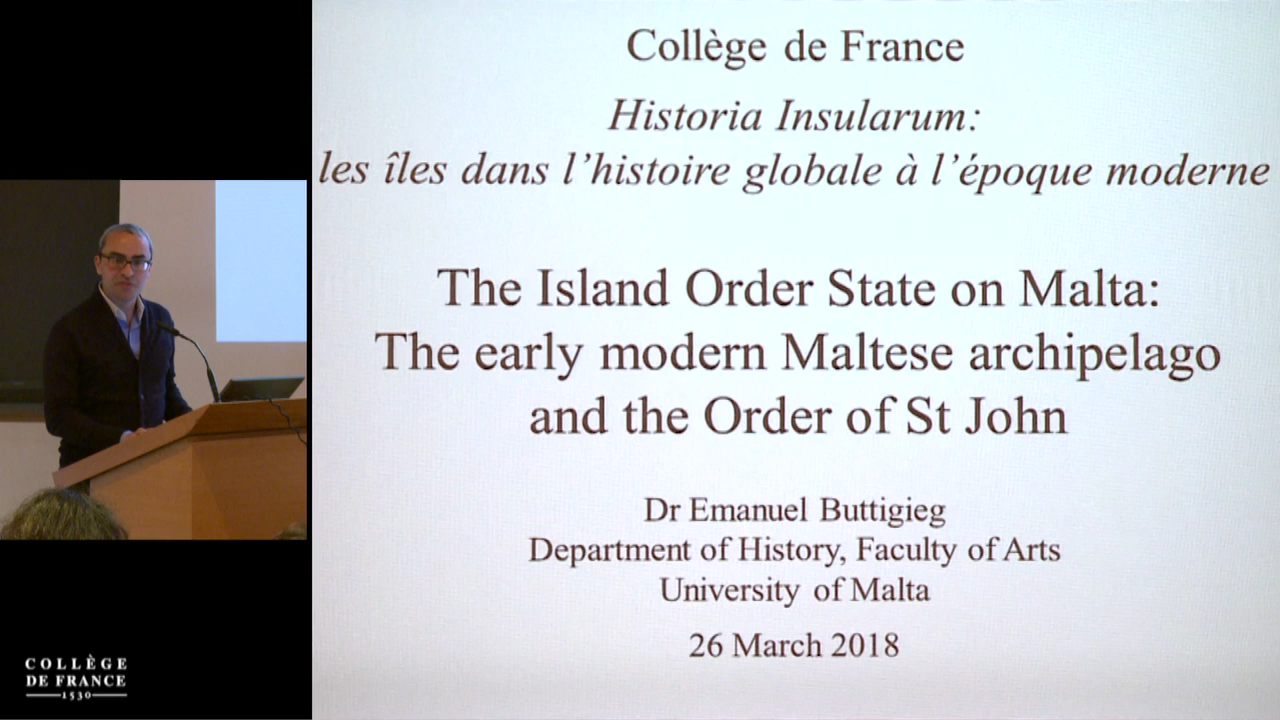 Collège de France
Historia Insularum:
les îles dans l’histoire globale à l’époque moderne
The Island Order State on Malta:
The early modern Maltese archipelago
and the Order of St John
Dr Emanuel Buttigieg
Department of History, Faculty of Arts
University of Malta
26 March 2018
COLLÈGE
DE FRANCE
1530